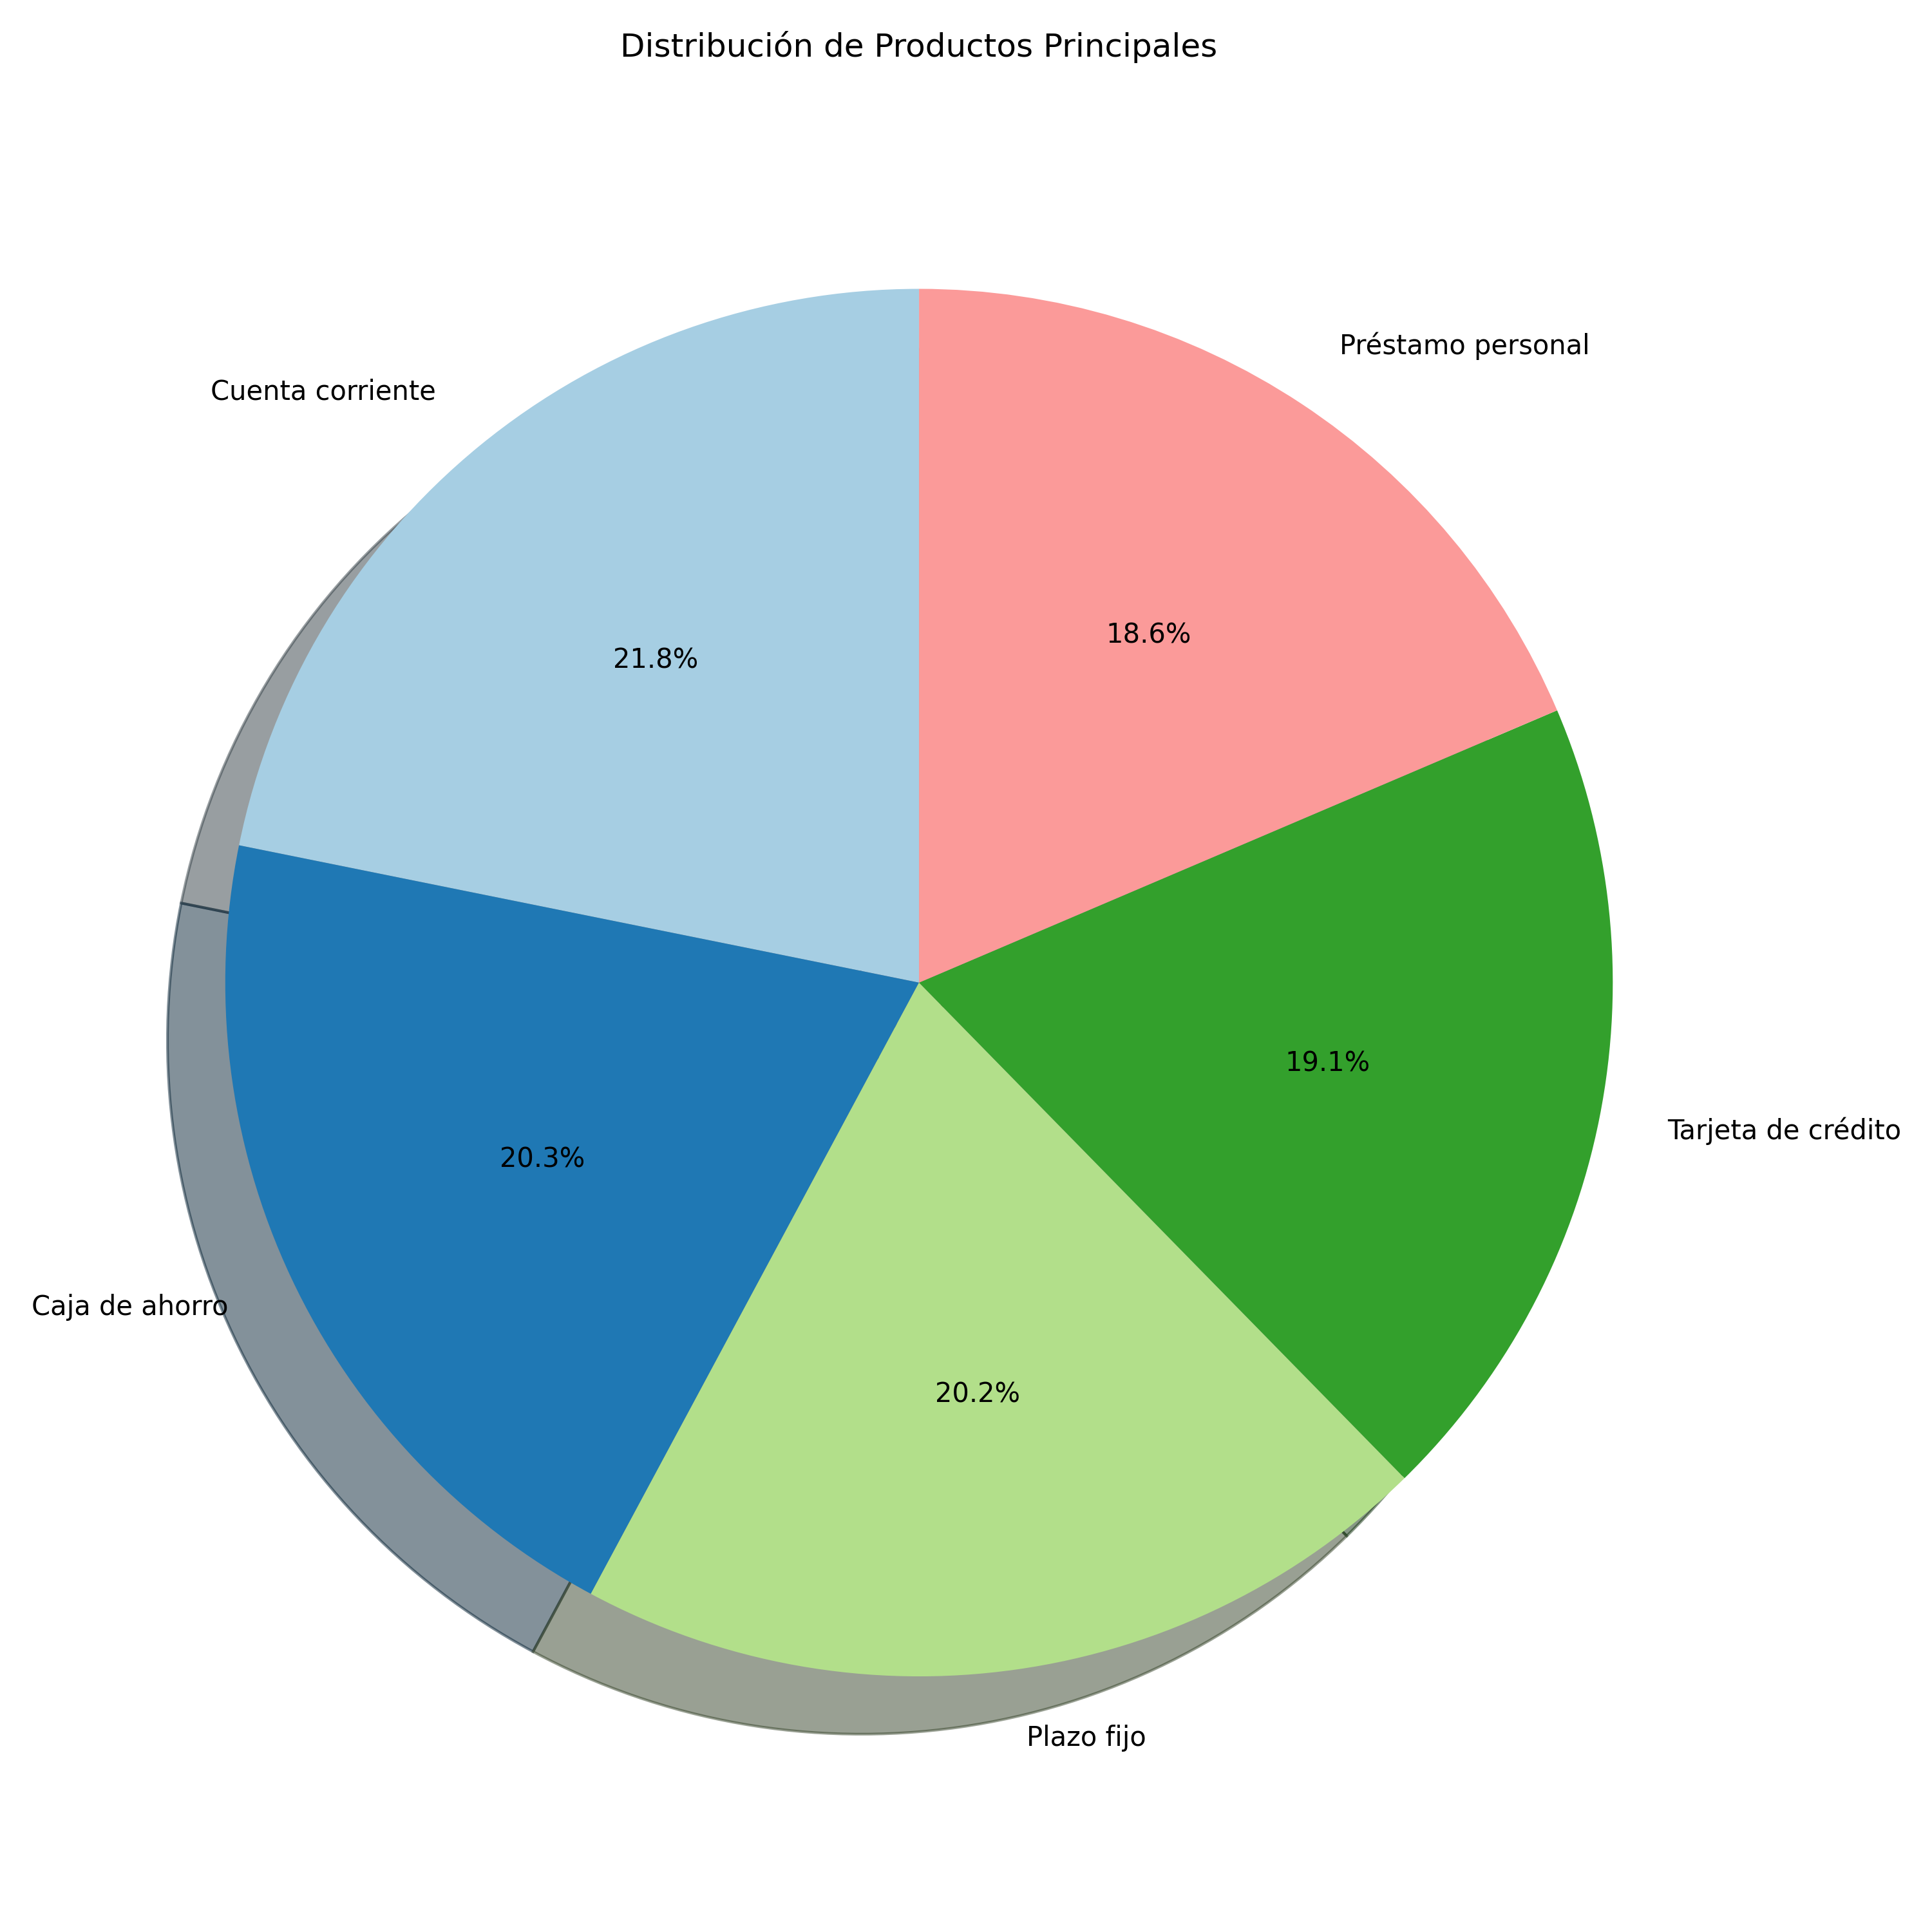 Distribución de Productos Principales
Préstamo personal
Cuenta corriente
18.6%
21.8%
19.1%
Tarjeta de crédito
20.3%
Caja de ahorro
20.2%
Plazo fijo